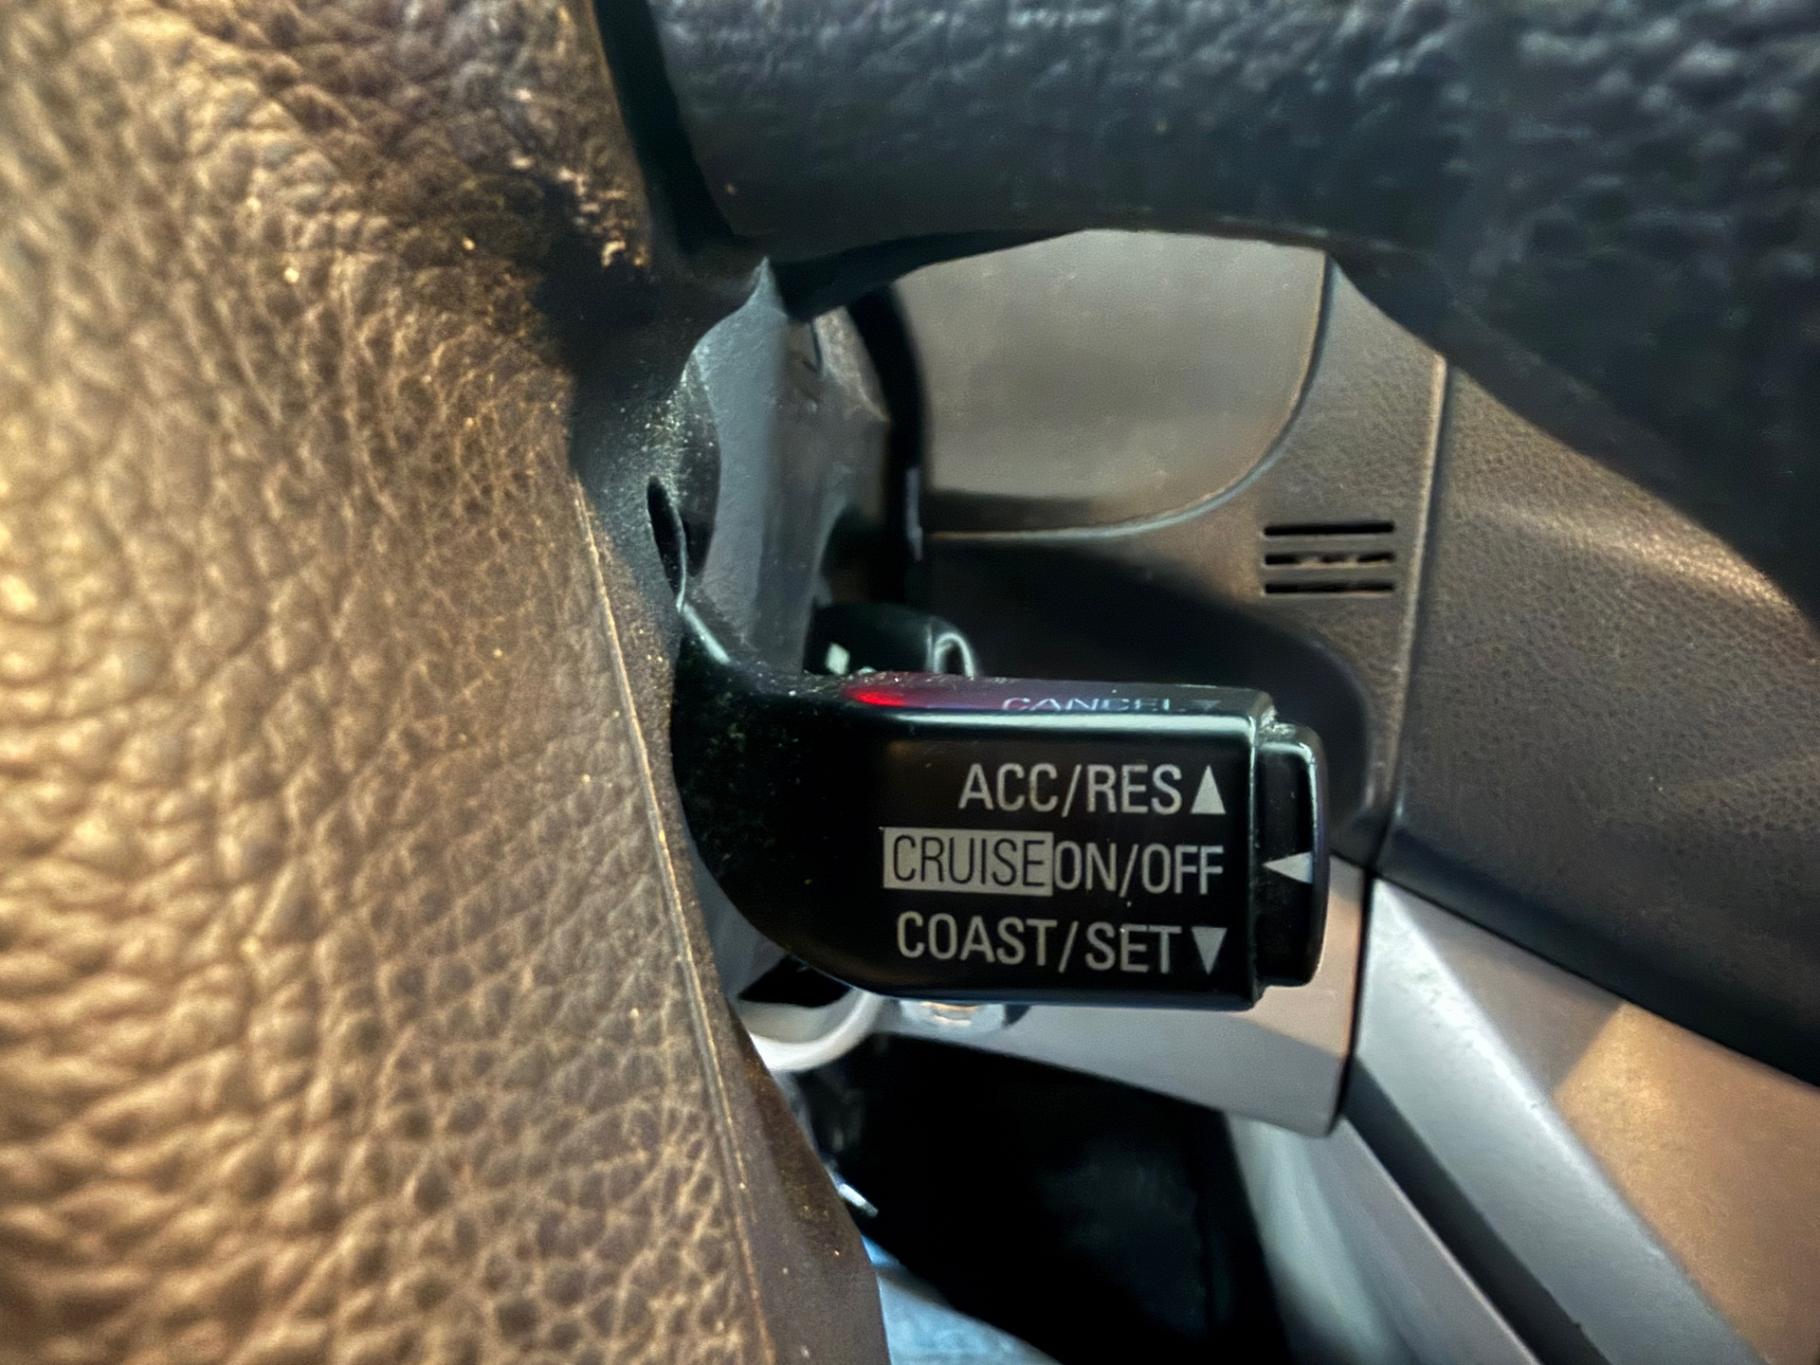 CANCEL ▼
ACC/RES ▲
CRUISE ON/OFF ◀
COAST/SET ▼